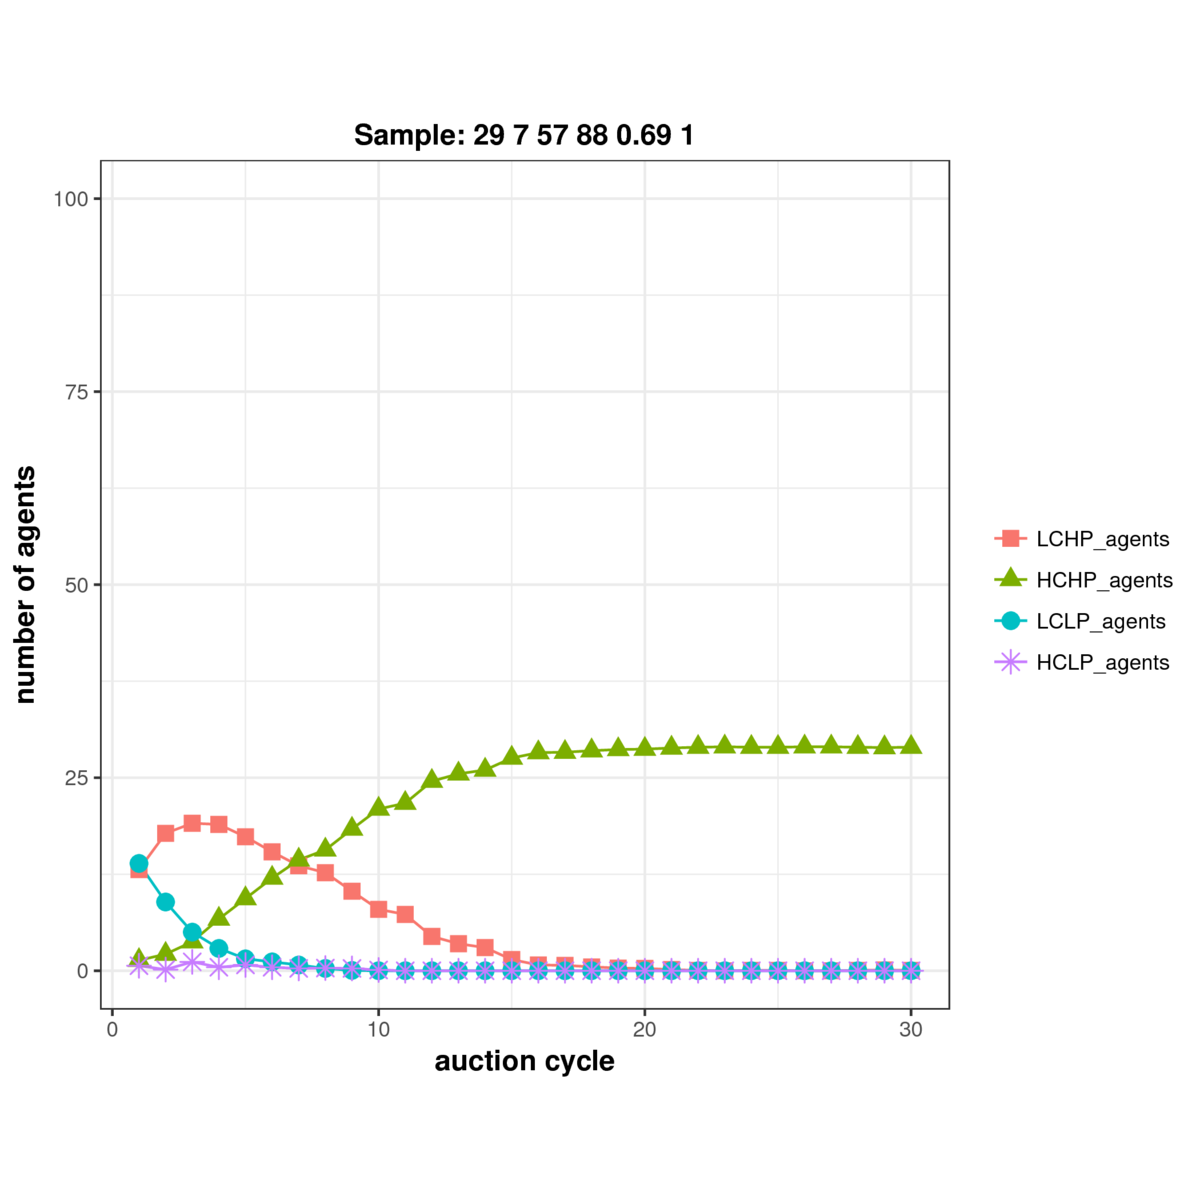 Sample: 29 7 57 88 0.69 1
100
75
50
25
0
number of agents
0 10 20 30
auction cycle
LCHP_agents
HCHP_agents
LCLP_agents
HCLP_agents